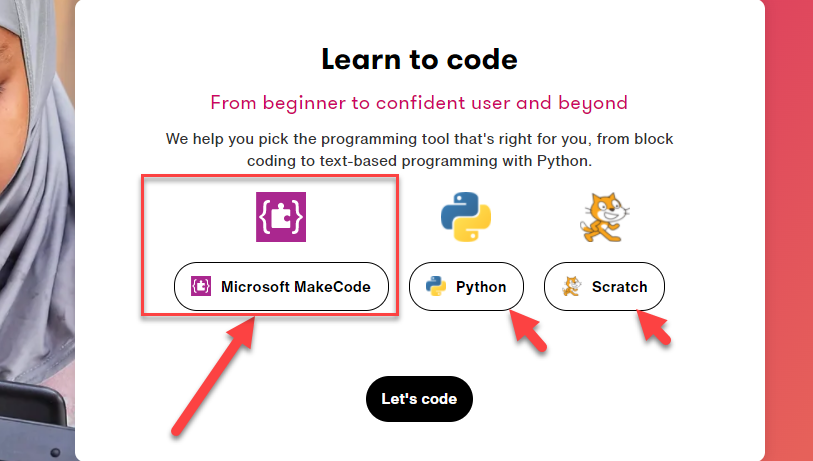 Learn to code
From beginner to confident user and beyond
We help you pick the programming tool that's right for you, from block
coding to text-based programming with Python.
Microsoft MakeCode
Python
Scratch
Let's code